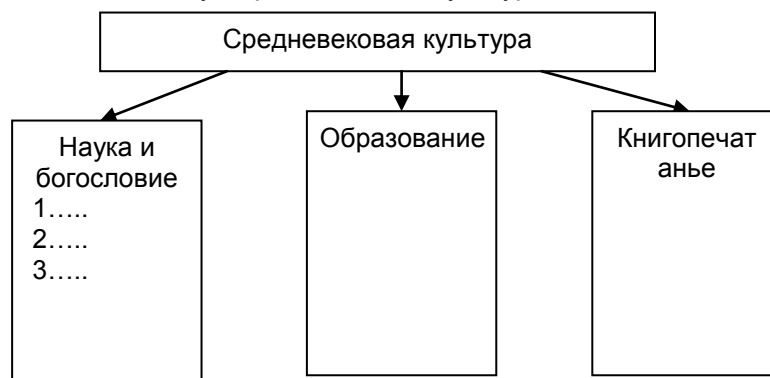 Средневековая культура
Наука и
богословие
1…..
2…..
3…..
Образование
Книгопечат
анье